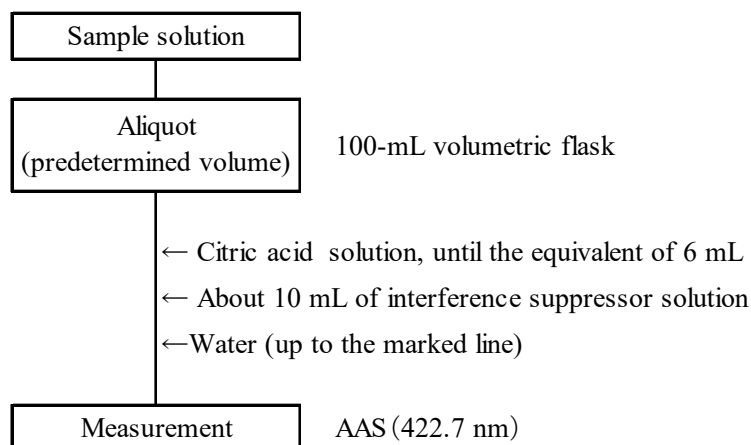 Sample solution
Aliquot
(predetermined volume)
100-mL volumetric flask
← Citric acid solution, until the equivalent of 6 mL
← About 10 mL of interference suppressor solution
←Water (up to the marked line)
Measurement
AAS (422.7 nm)